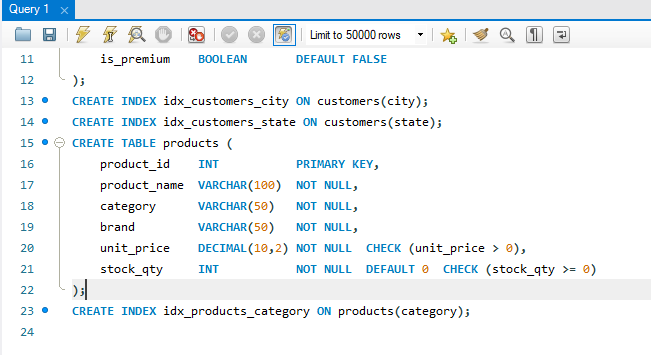 Query 1
Limit to 50000 rows
11 is_premium BOOLEAN DEFAULT FALSE
12 );
13 CREATE INDEX idx_customers_city ON customers(city);
14 CREATE INDEX idx_customers_state ON customers(state);
15 CREATE TABLE products (
16 product_id INT PRIMARY KEY,
17 product_name VARCHAR(100) NOT NULL,
18 category VARCHAR(50) NOT NULL,
19 brand VARCHAR(50) NOT NULL,
20 unit_price DECIMAL(10,2) NOT NULL CHECK (unit_price > 0),
21 stock_qty INT NOT NULL DEFAULT 0 CHECK (stock_qty >= 0)
22 );
23 CREATE INDEX idx_products_category ON products(category);
24